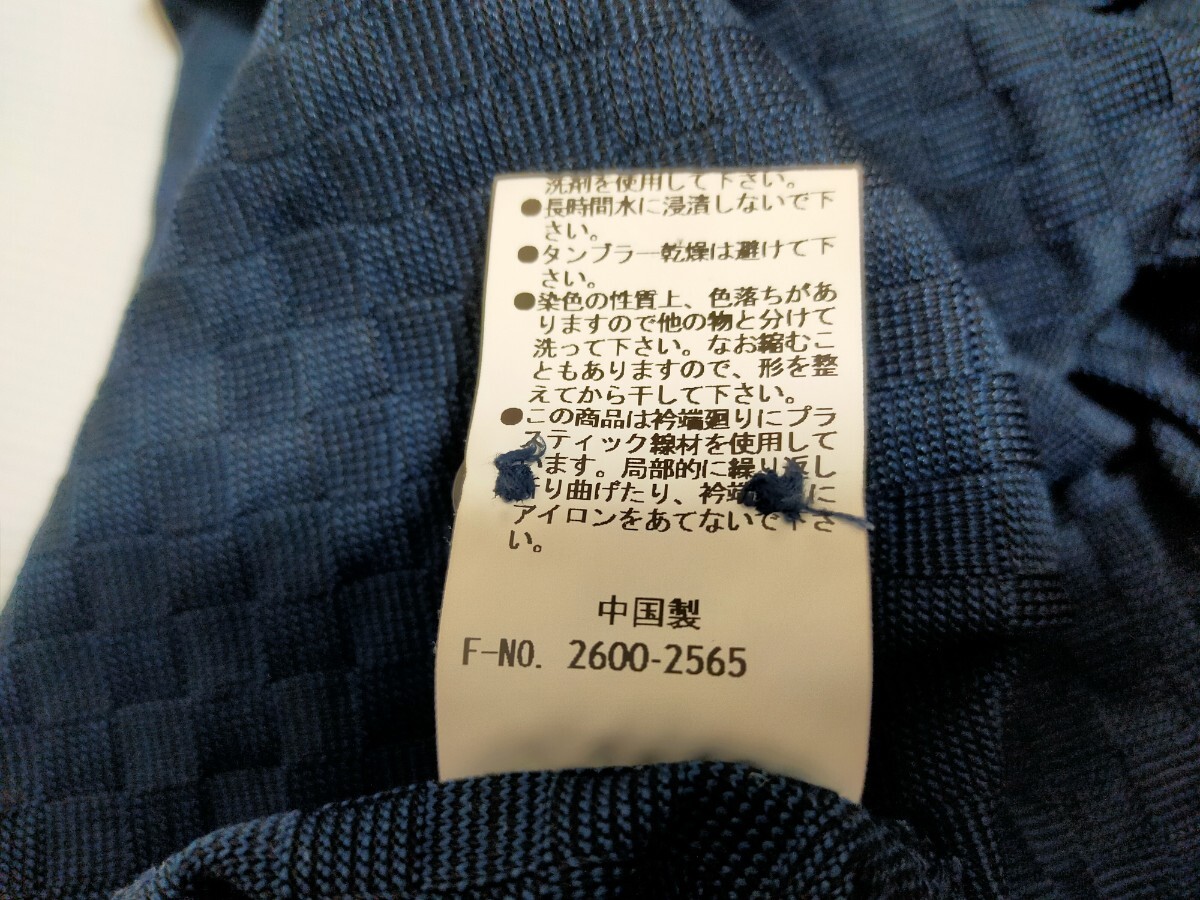 洗剤を使用して下さい。
●長時間水に浸漬しないで下
さい。
●タンブラー乾燥は避けて下
さい。
●染色の性質上、色落ちがあ
りますので他の物と分けて
洗って下さい。なお縮むこ
ともありますので、形を整
えてから干して下さい。
●この商品は衿端廻りにプラ
スティック線材を使用して
います。局部的に繰り返し
り曲げたり、衿端に
アイロンをあてないで下さ
い。
中国製
F-NO. 2600-2565